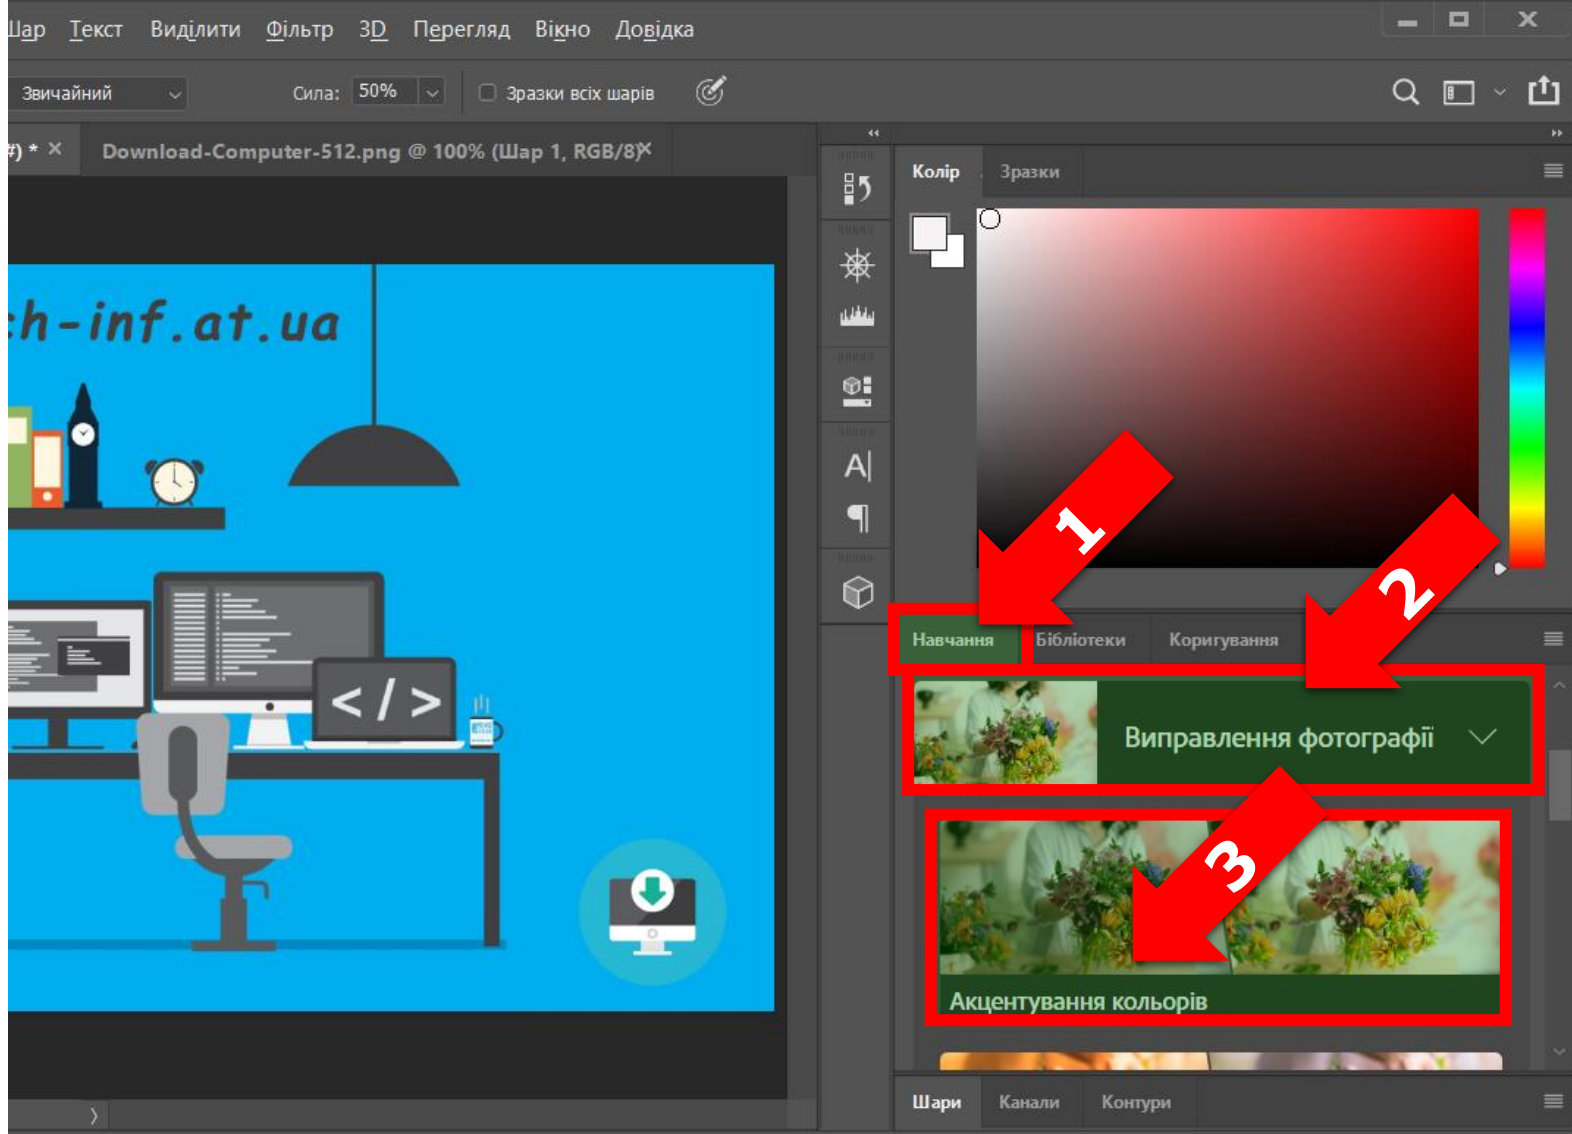 Шар Текст Виділити Фільтр 3D Перегляд Вікно Довідка
Звичайний Сила: 50% Зразки всіх шарів
#) * × Download-Computer-512.png @ 100% (Шар 1, RGB/8) ×
Колір Зразки
ch-inf.at.ua
A|
¶
1
2
Навчання Бібліотеки Коригування
</>
Виправлення фотографії
3
Акцентування кольорів
Шари Канали Контури